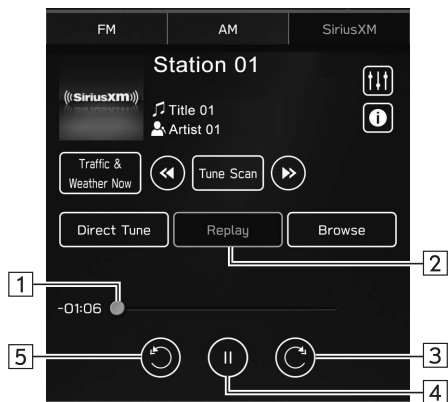 FM AM SiriusXM
Station 01
((SiriusXM))
Title 01
Artist 01
Traffic &
Weather Now
Tune Scan
Direct Tune Replay Browse
2
1
-01:06
5
3
4